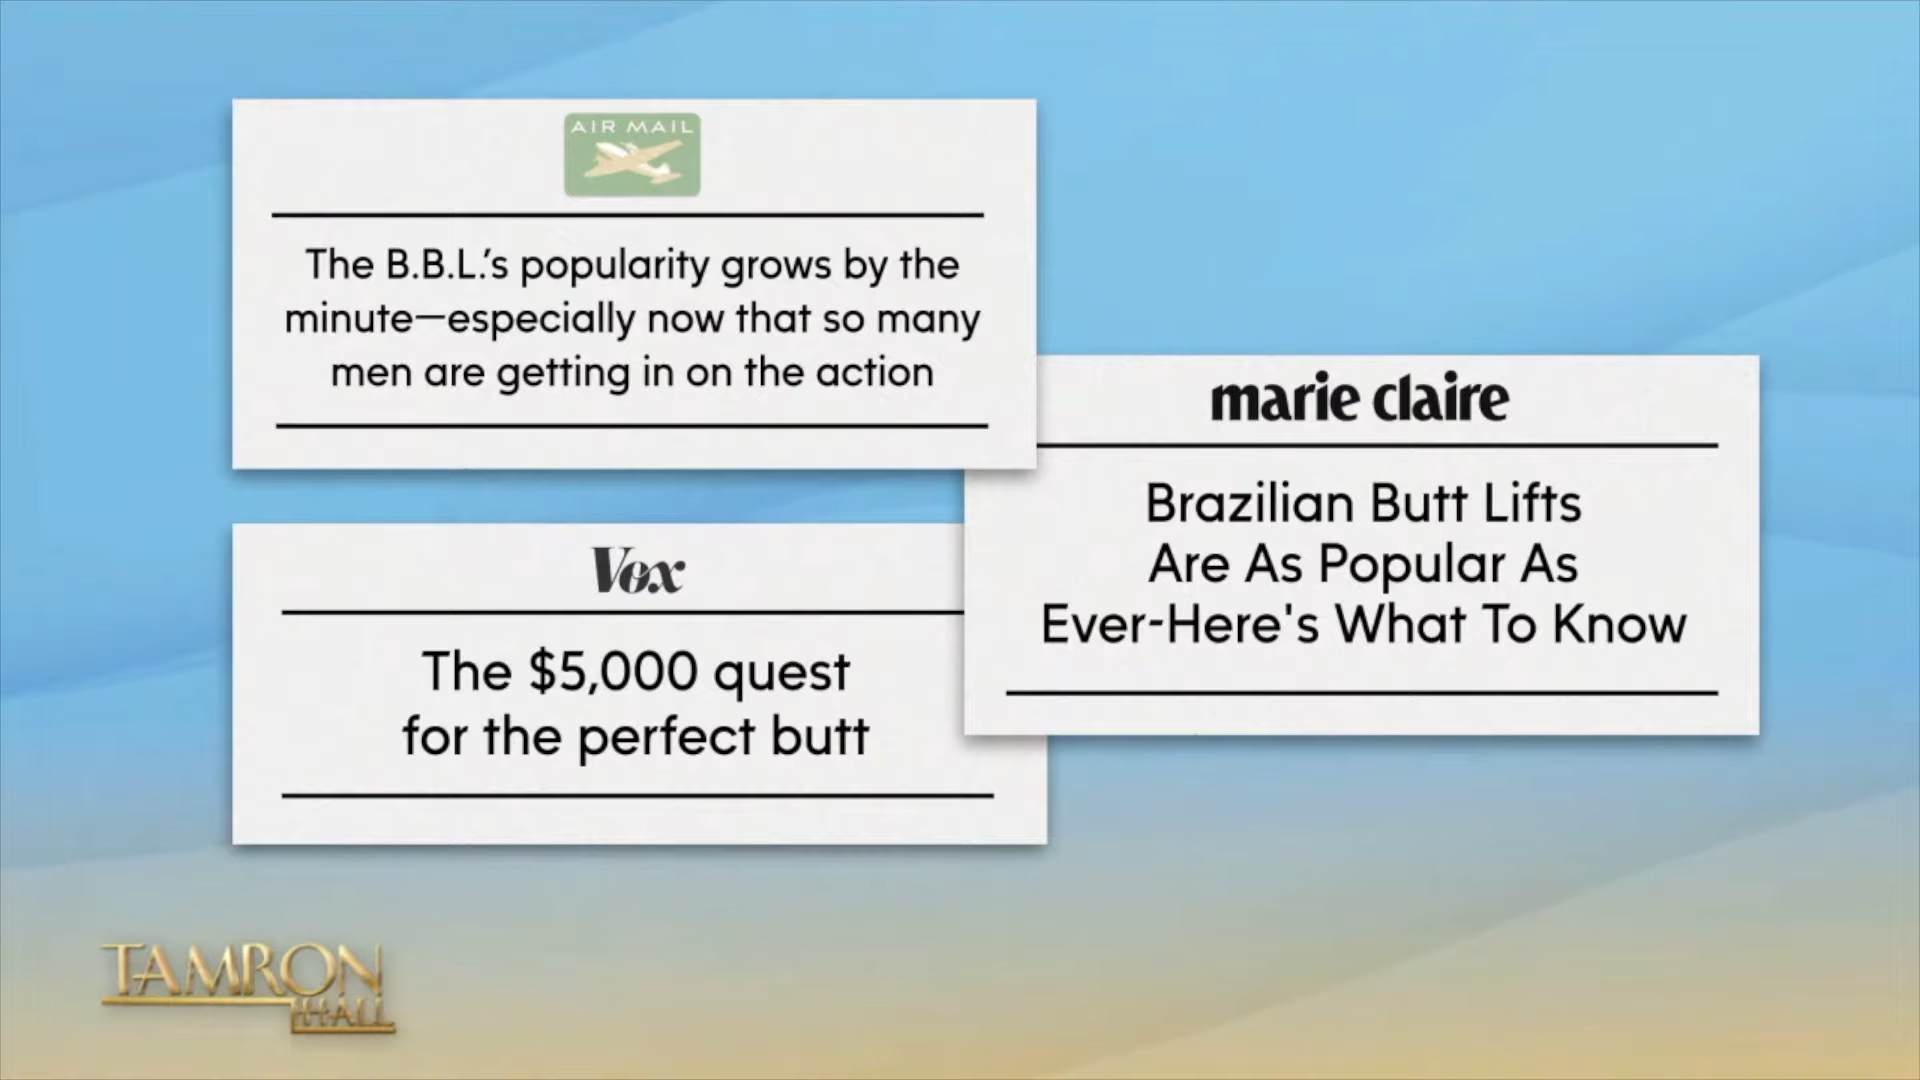 AIR MAIL
The B.B.L.'s popularity grows by the
minute—especially now that so many
men are getting in on the action
marie claire
Brazilian Butt Lifts
Are As Popular As
Ever-Here's What To Know
Vox
The $5,000 quest
for the perfect butt
TAMRON
HALL